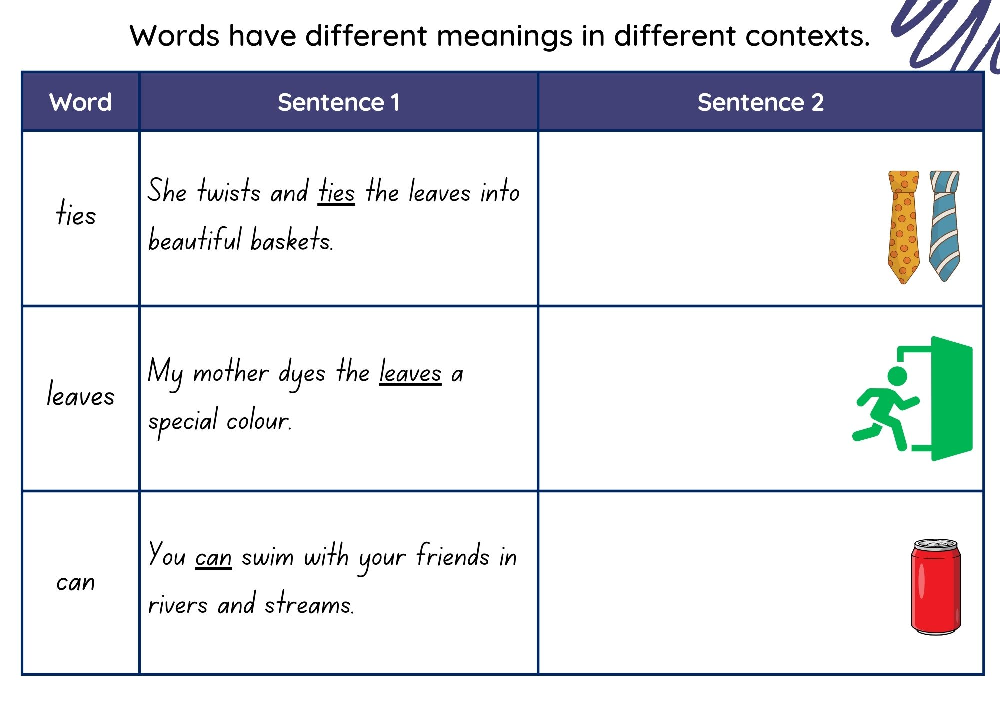 Words have different meanings in different contexts.
Word Sentence 1 Sentence 2
ties
She twists and ties the leaves into
beautiful baskets.
leaves
My mother dyes the leaves a
special colour.
can
You can swim with your friends in
rivers and streams.